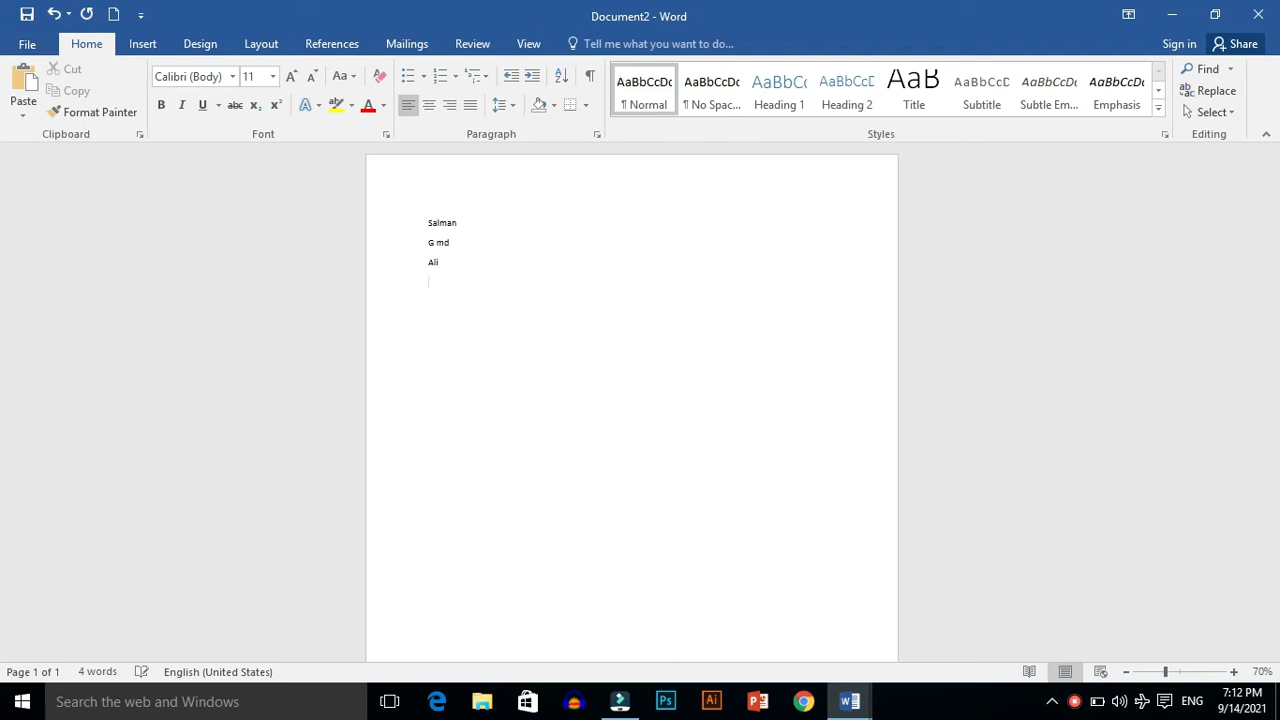 Document2 - Word
File Home Insert Design Layout References Mailings Review View Tell me what you want to do... Sign in Share
Paste
Cut
Copy
Format Painter
Clipboard
Calibri (Body) 11
Font
Paragraph
AaBbCcDc AaBbCcDc AaBbCc AaBbCcD AaB AaBbCcD AaBbCcDc AaBbCcDc
¶ Normal ¶ No Spac... Heading 1 Heading 2 Title Subtitle Subtle Em... Emphasis
Styles
Find
Replace
Select
Editing
Salman
G md
Ali
Page 1 of 1 4 words English (United States) 70%
Search the web and Windows
ENG
7:12 PM
9/14/2021